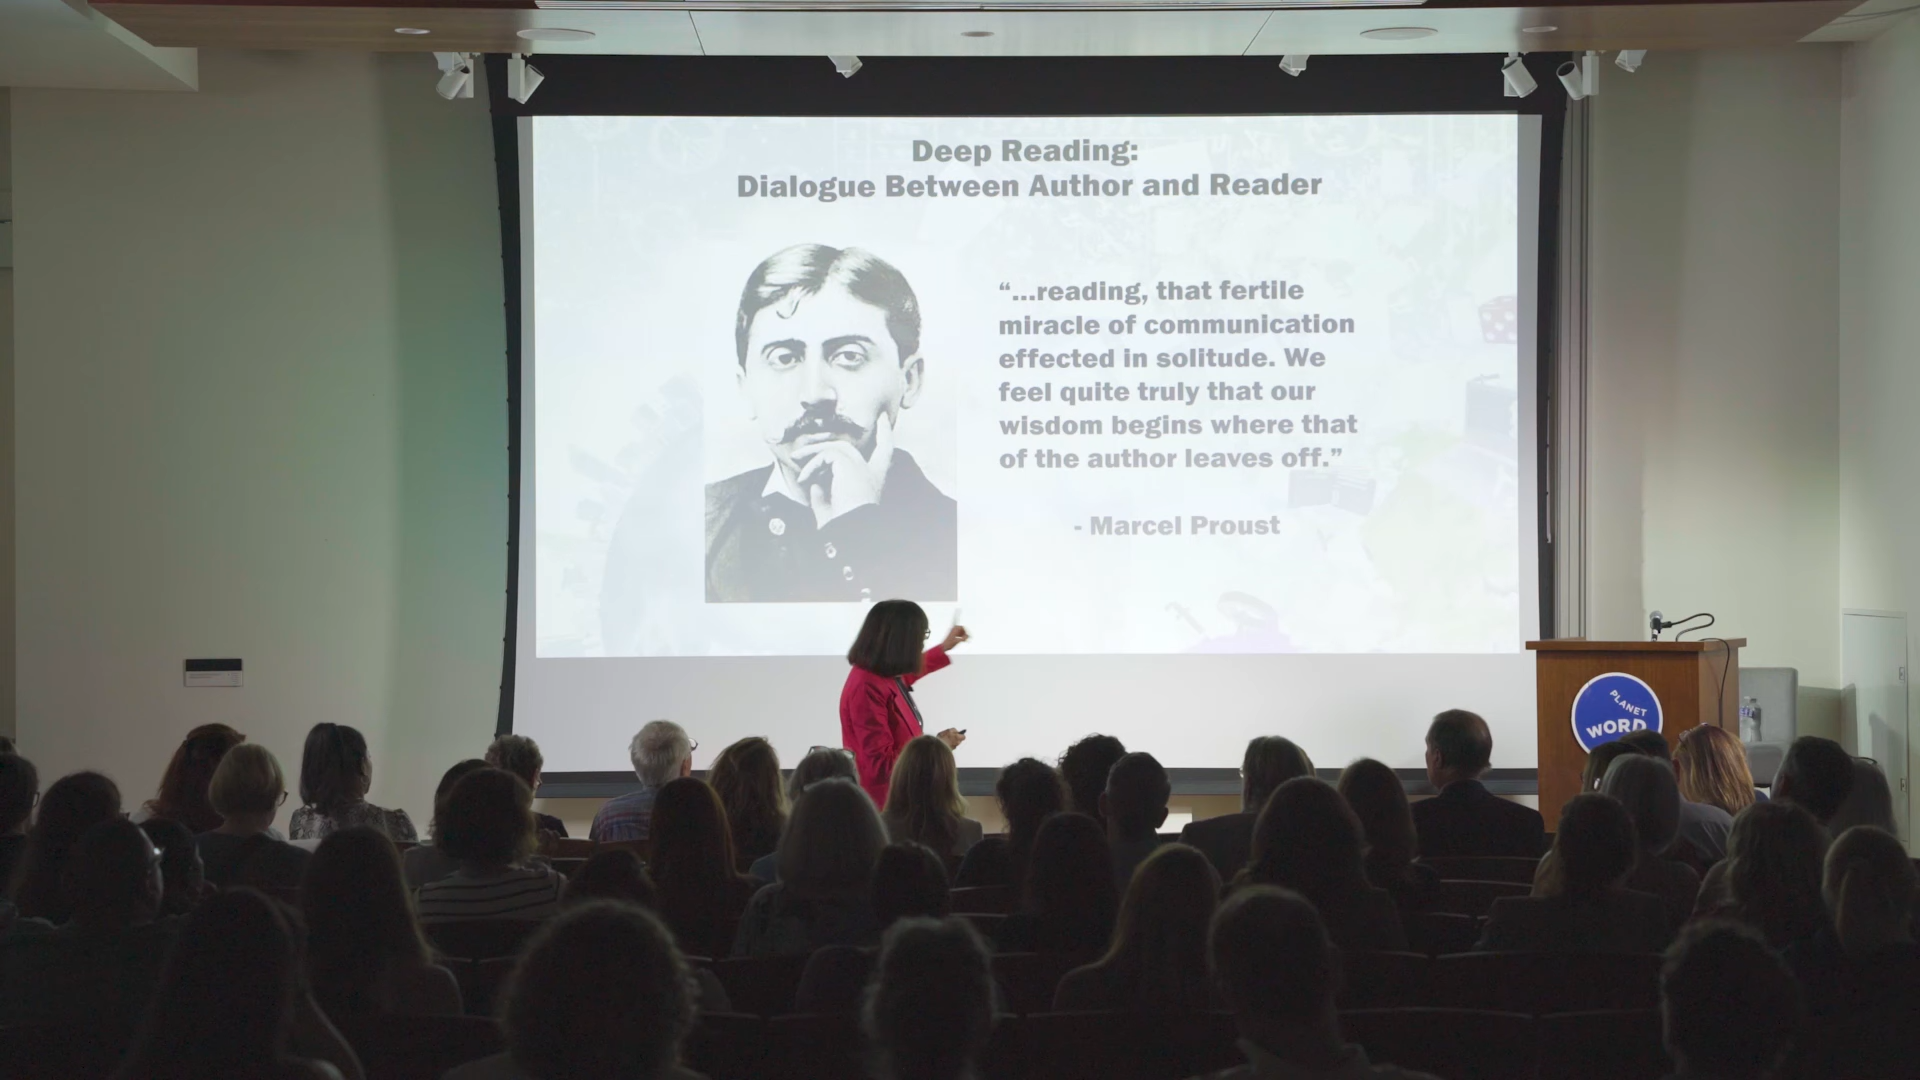 Deep Reading:
Dialogue Between Author and Reader
“...reading, that fertile
miracle of communication
effected in solitude. We
feel quite truly that our
wisdom begins where that
of the author leaves off.”
- Marcel Proust
PLANET
WORD